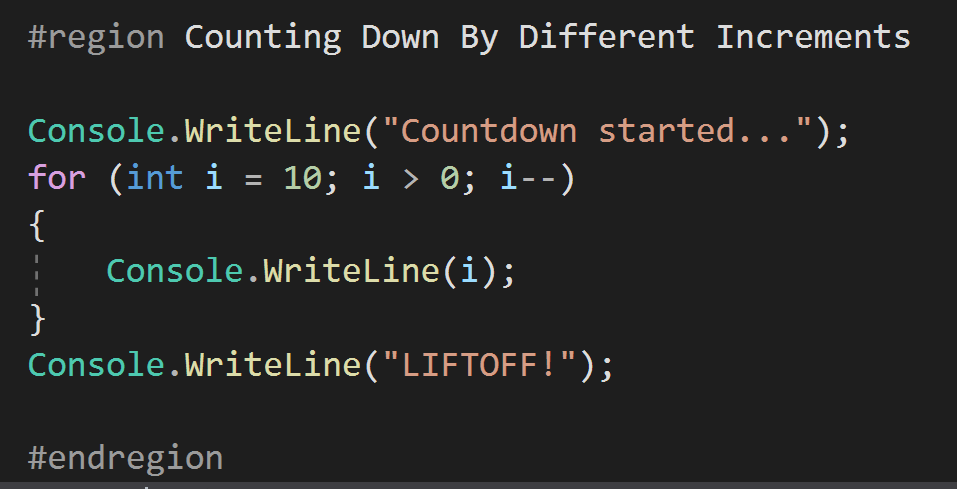 #region Counting Down By Different Increments
Console.WriteLine("Countdown started...");
for (int i = 10; i > 0; i--)
{
Console.WriteLine(i);
}
Console.WriteLine("LIFTOFF!");
#endregion